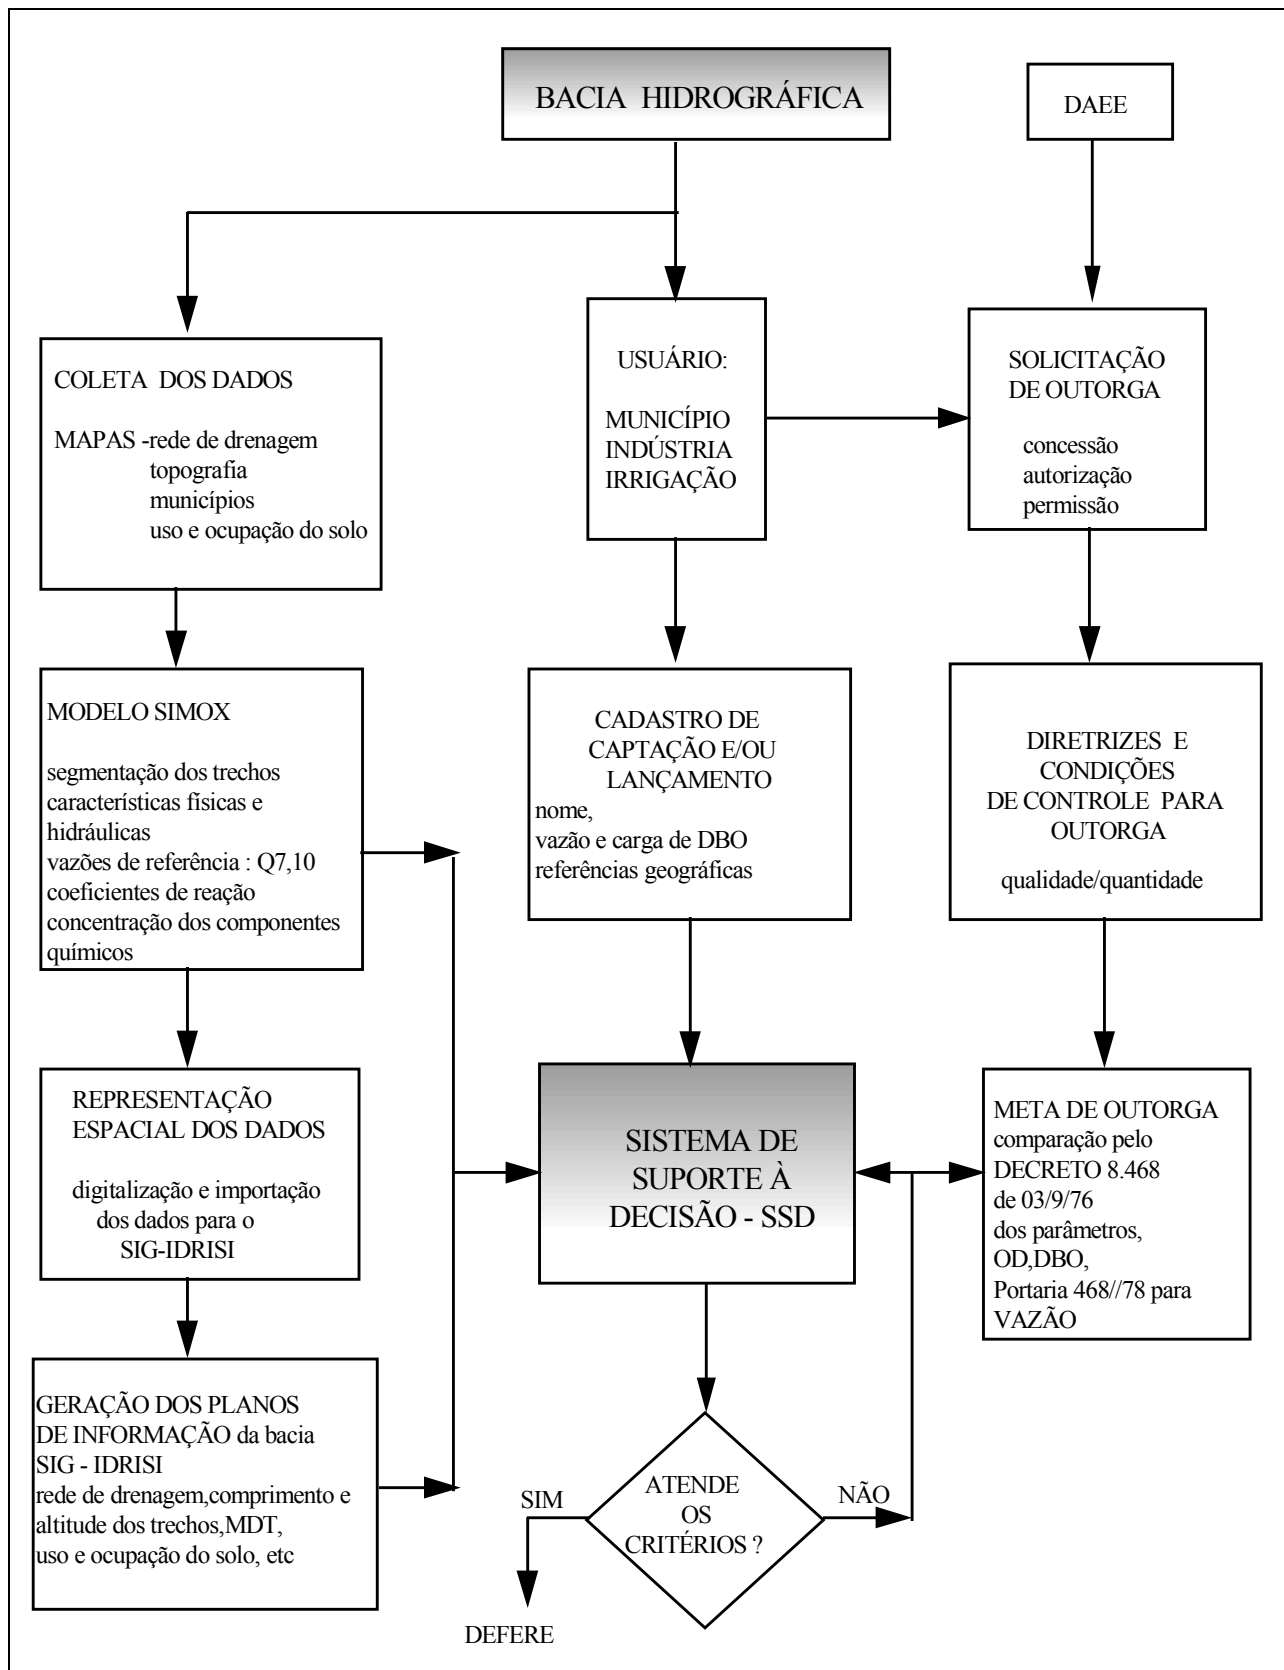 BACIA HIDROGRÁFICA
DAEE
COLETA DOS DADOS
MAPAS -rede de drenagem
topografia
municípios
uso e ocupação do solo
USUÁRIO:
MUNICÍPIO
INDÚSTRIA
IRRIGAÇÃO
SOLICITAÇÃO
DE OUTORGA
concessão
autorização
permissão
MODELO SIMOX
segmentação dos trechos
características físicas e
hidráulicas
vazões de referência : Q7,10
coeficientes de reação
concentração dos componentes
químicos
CADASTRO DE
CAPTAÇÃO E/OU
LANÇAMENTO
nome,
vazão e carga de DBO
referências geográficas
DIRETRIZES E
CONDIÇÕES
DE CONTROLE PARA
OUTORGA
qualidade/quantidade
REPRESENTAÇÃO
ESPACIAL DOS DADOS
digitalização e importação
dos dados para o
SIG-IDRISI
SISTEMA DE
SUPORTE À
DECISÃO - SSD
META DE OUTORGA
comparação pelo
DECRETO 8.468
de 03/9/76
dos parâmetros,
OD,DBO,
Portaria 468//78 para
VAZÃO
GERAÇÃO DOS PLANOS
DE INFORMAÇÃO da bacia
SIG - IDRISI
rede de drenagem,comprimento e
altitude dos trechos,MDT,
uso e ocupação do solo, etc
SIM
ATENDE
OS
CRITÉRIOS ?
NÃO
DEFERE